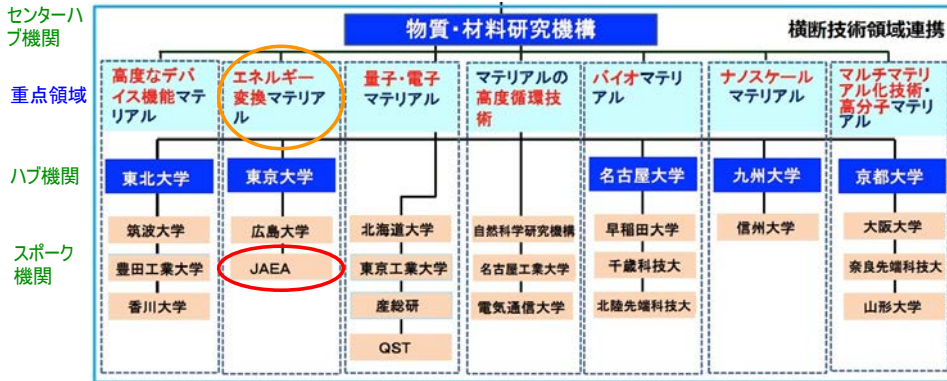 センターハ
ブ機関
物質・材料研究機構
横断技術領域連携
重点領域
高度なデバ
イス機能マテ
リアル
エネルギー
変換マテリア
ル
量子・電子
マテリアル
マテリアルの
高度循環技
術
バイオマテリ
アル
ナノスケール
マテリアル
マルチマテリ
アル化技術・
高分子マテリ
アル
ハブ機関
東北大学
東京大学
名古屋大学
九州大学
京都大学
スポーク
機関
筑波大学
豊田工業大学
香川大学
広島大学
JAEA
北海道大学
東京工業大学
産総研
QST
自然科学研究機構
名古屋工業大学
電気通信大学
早稲田大学
千歳科技大
北陸先端科技大
信州大学
大阪大学
奈良先端科技大
山形大学